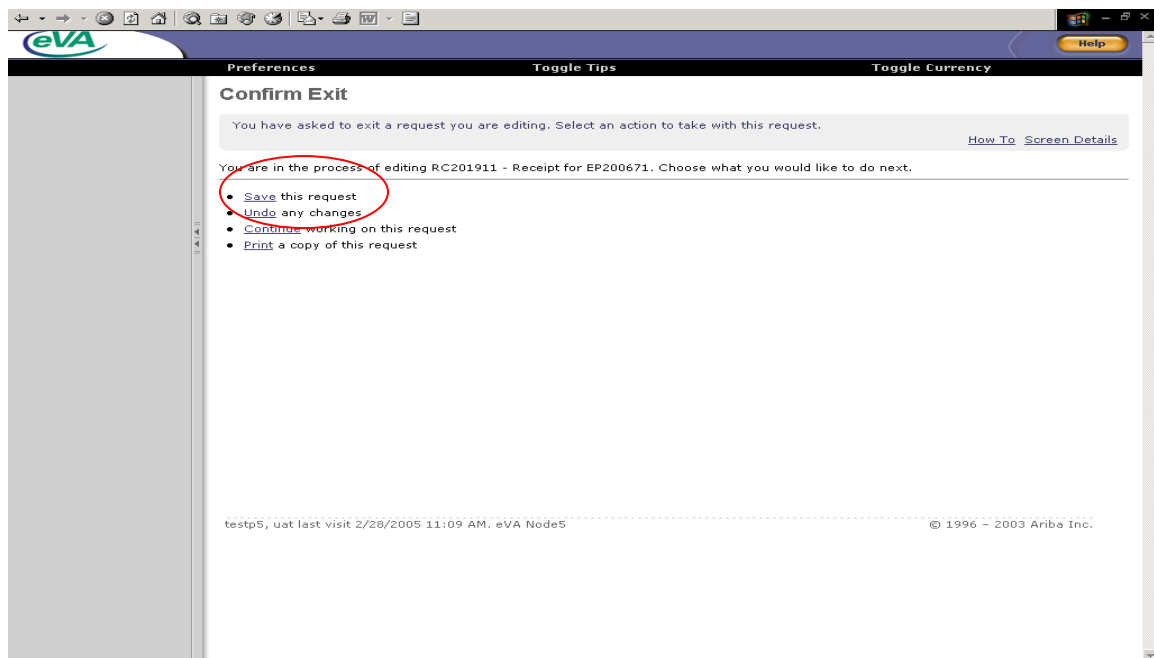 eVA
Help
Preferences Toggle Tips Toggle Currency
Confirm Exit
You have asked to exit a request you are editing. Select an action to take with this request.
How To Screen Details
You are in the process of editing RC201911 - Receipt for EP200671. Choose what you would like to do next.
• Save this request
• Undo any changes
• Continue working on this request
• Print a copy of this request
testp5, uat last visit 2/28/2005 11:09 AM. eVA Node5 © 1996 - 2003 Ariba Inc.